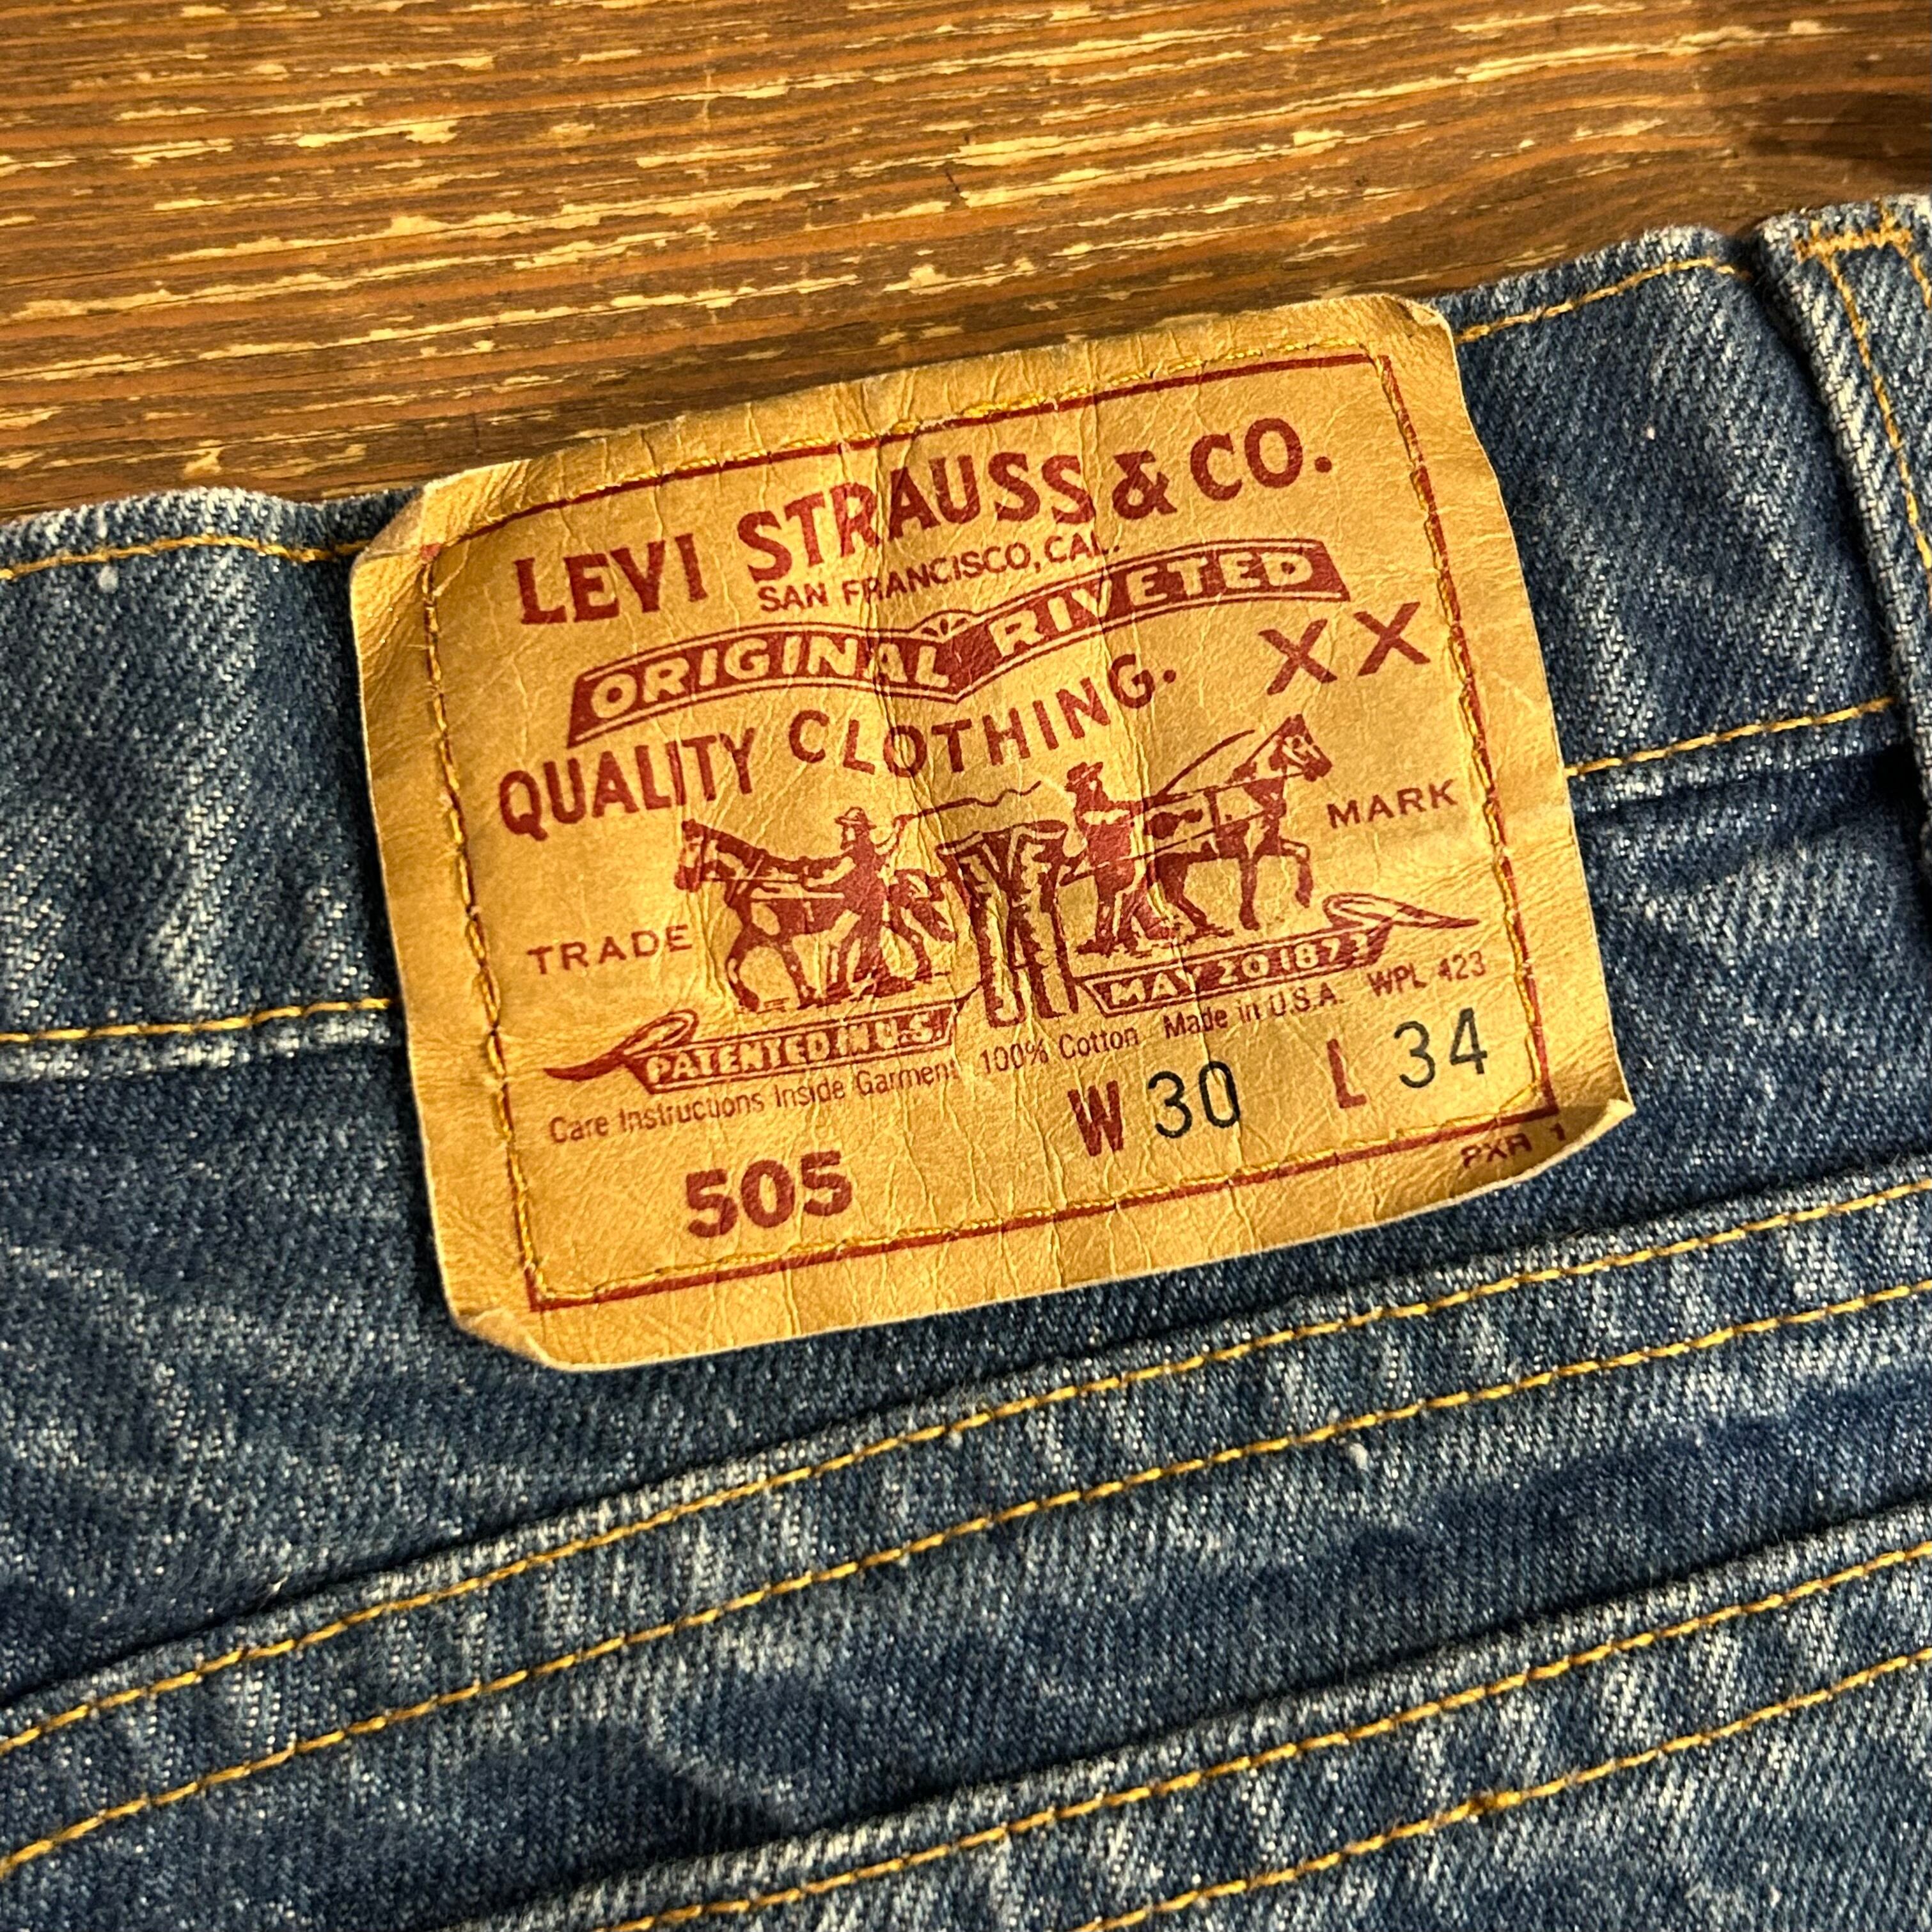 LEVI STRAUSS & CO.
SAN FRANCISCO, CAL.
ORIGINAL RIVETED
QUALITY CLOTHING. XX
TRADE MARK
PATENTED IN U.S. MAY 20 1873
Care Instructions Inside Garment 100% Cotton Made in U.S.A. WPL 423
505 W 30 L 34
PXR 1